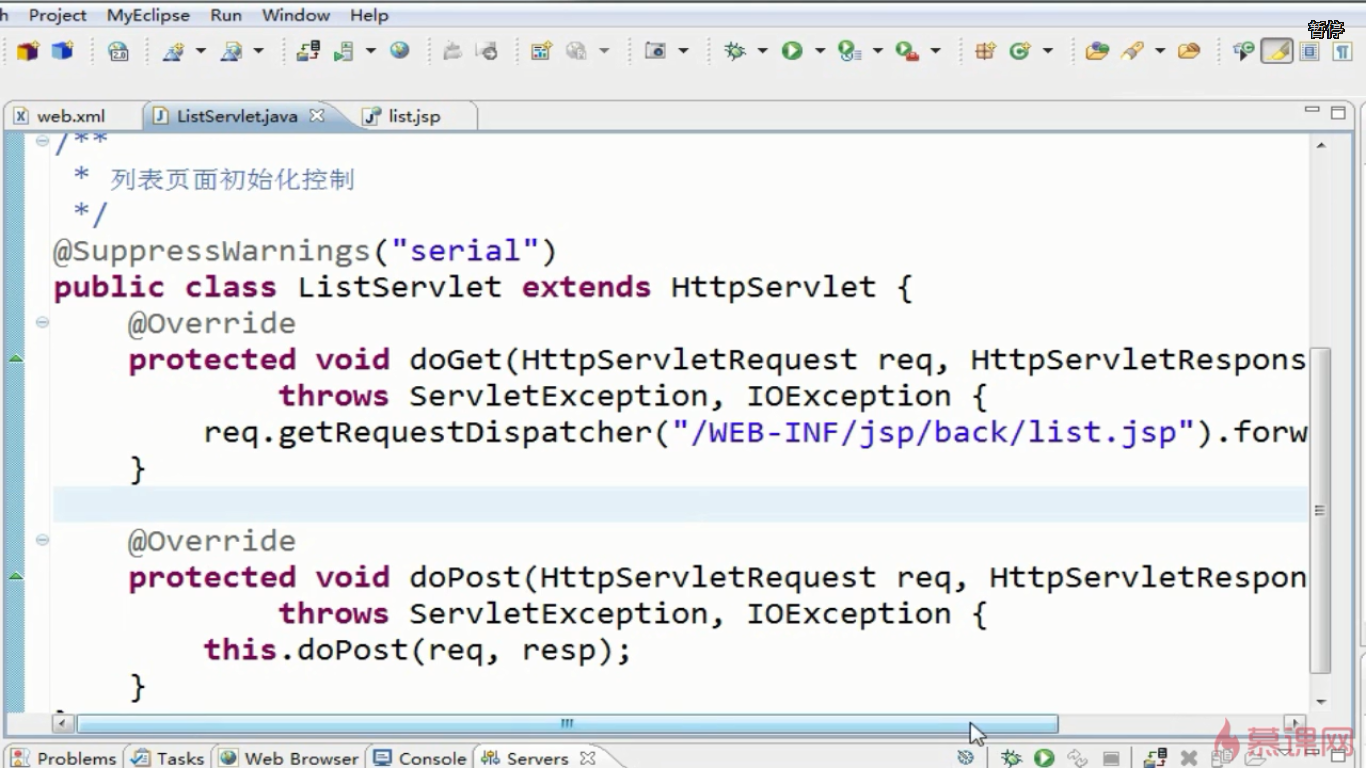 h Project MyEclipse Run Window Help
暂停
web.xml ListServlet.java list.jsp
/**
* 列表页面初始化控制
*/
@SuppressWarnings("serial")
public class ListServlet extends HttpServlet {
@Override
protected void doGet(HttpServletRequest req, HttpServletRespons
throws ServletException, IOException {
req.getRequestDispatcher("/WEB-INF/jsp/back/list.jsp").forw
}
@Override
protected void doPost(HttpServletRequest req, HttpServletRespon
throws ServletException, IOException {
this.doPost(req, resp);
}
慕课网
Problems Tasks Web Browser Console Servers